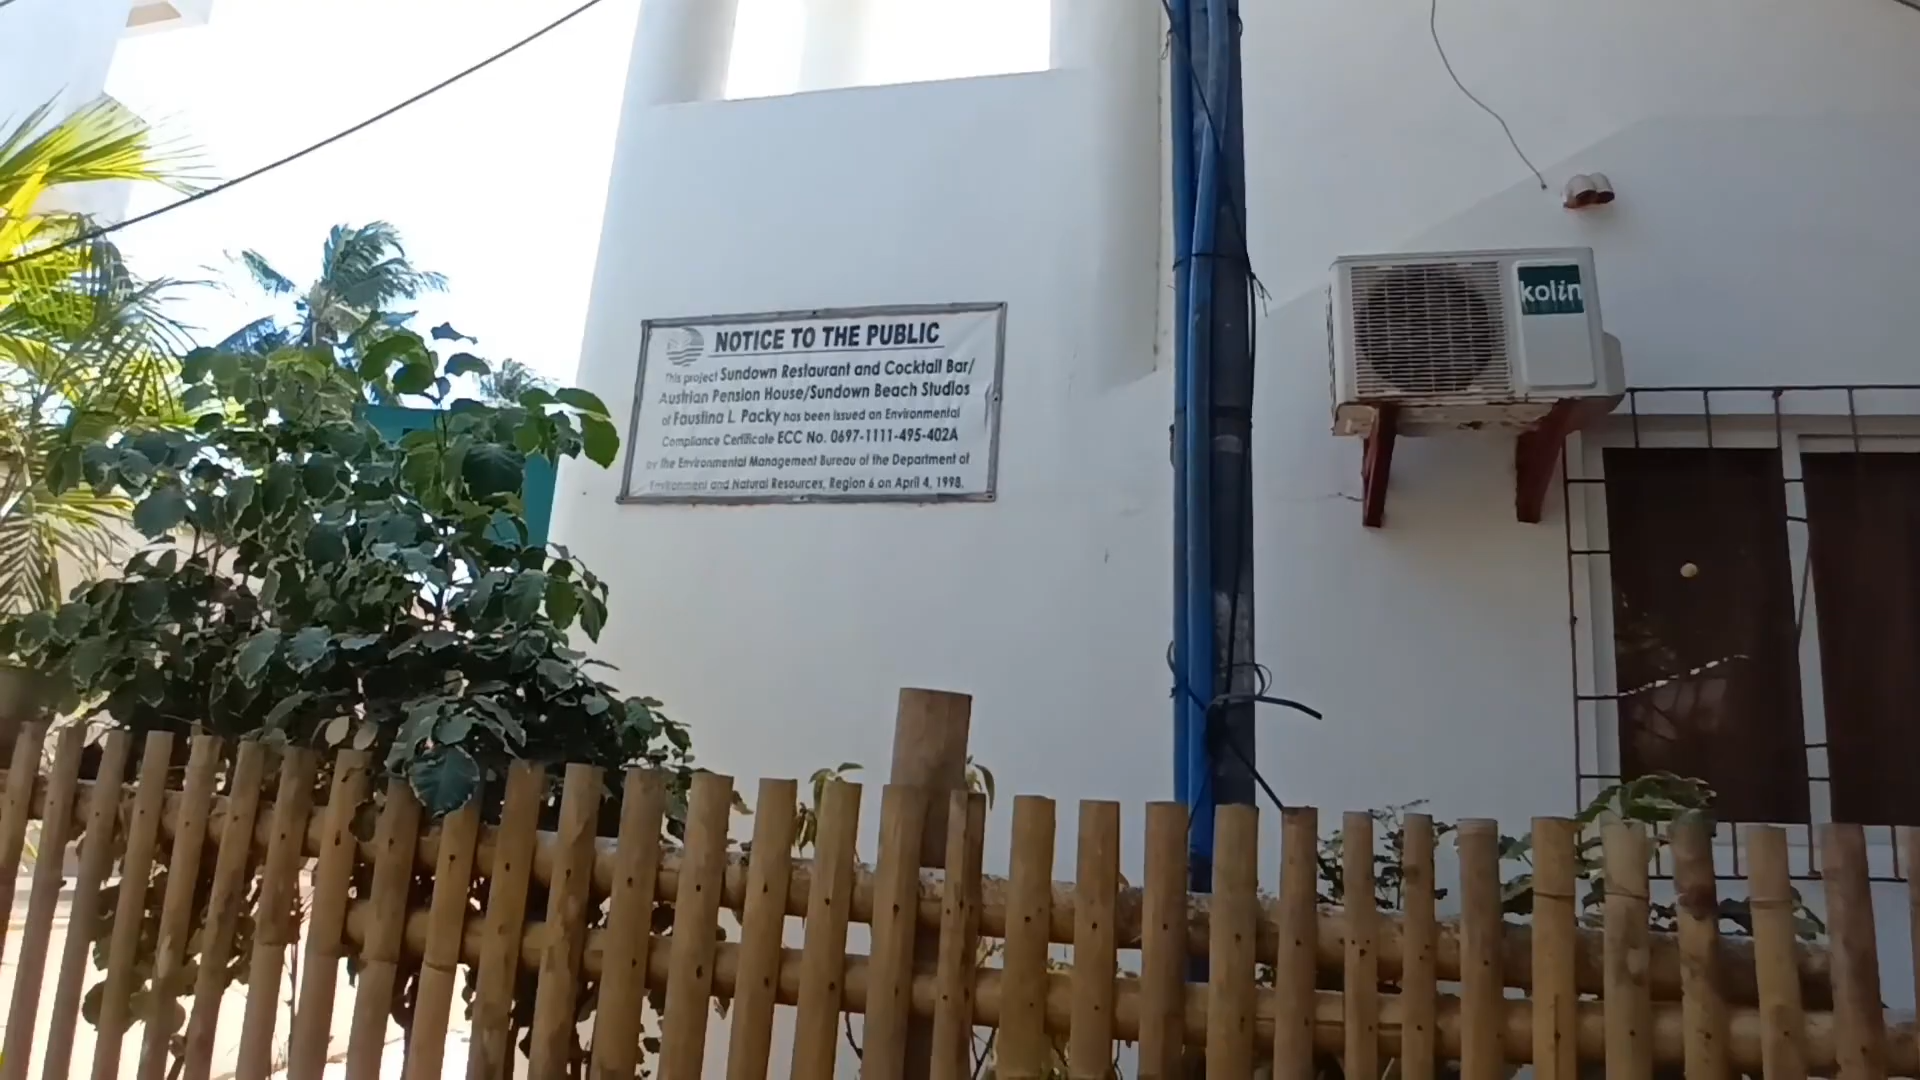 NOTICE TO THE PUBLIC
This project Sundown Restaurant and Cocktail Bar/
Austrian Pension House/Sundown Beach Studios
of Faustina L. Packy has been issued an Environmental
Compliance Certificate ECC No. 0697-1111-495-402A
by the Environmental Management Bureau of the Department of
Environment and Natural Resources, Region 6 on April 4, 1998.
kolin